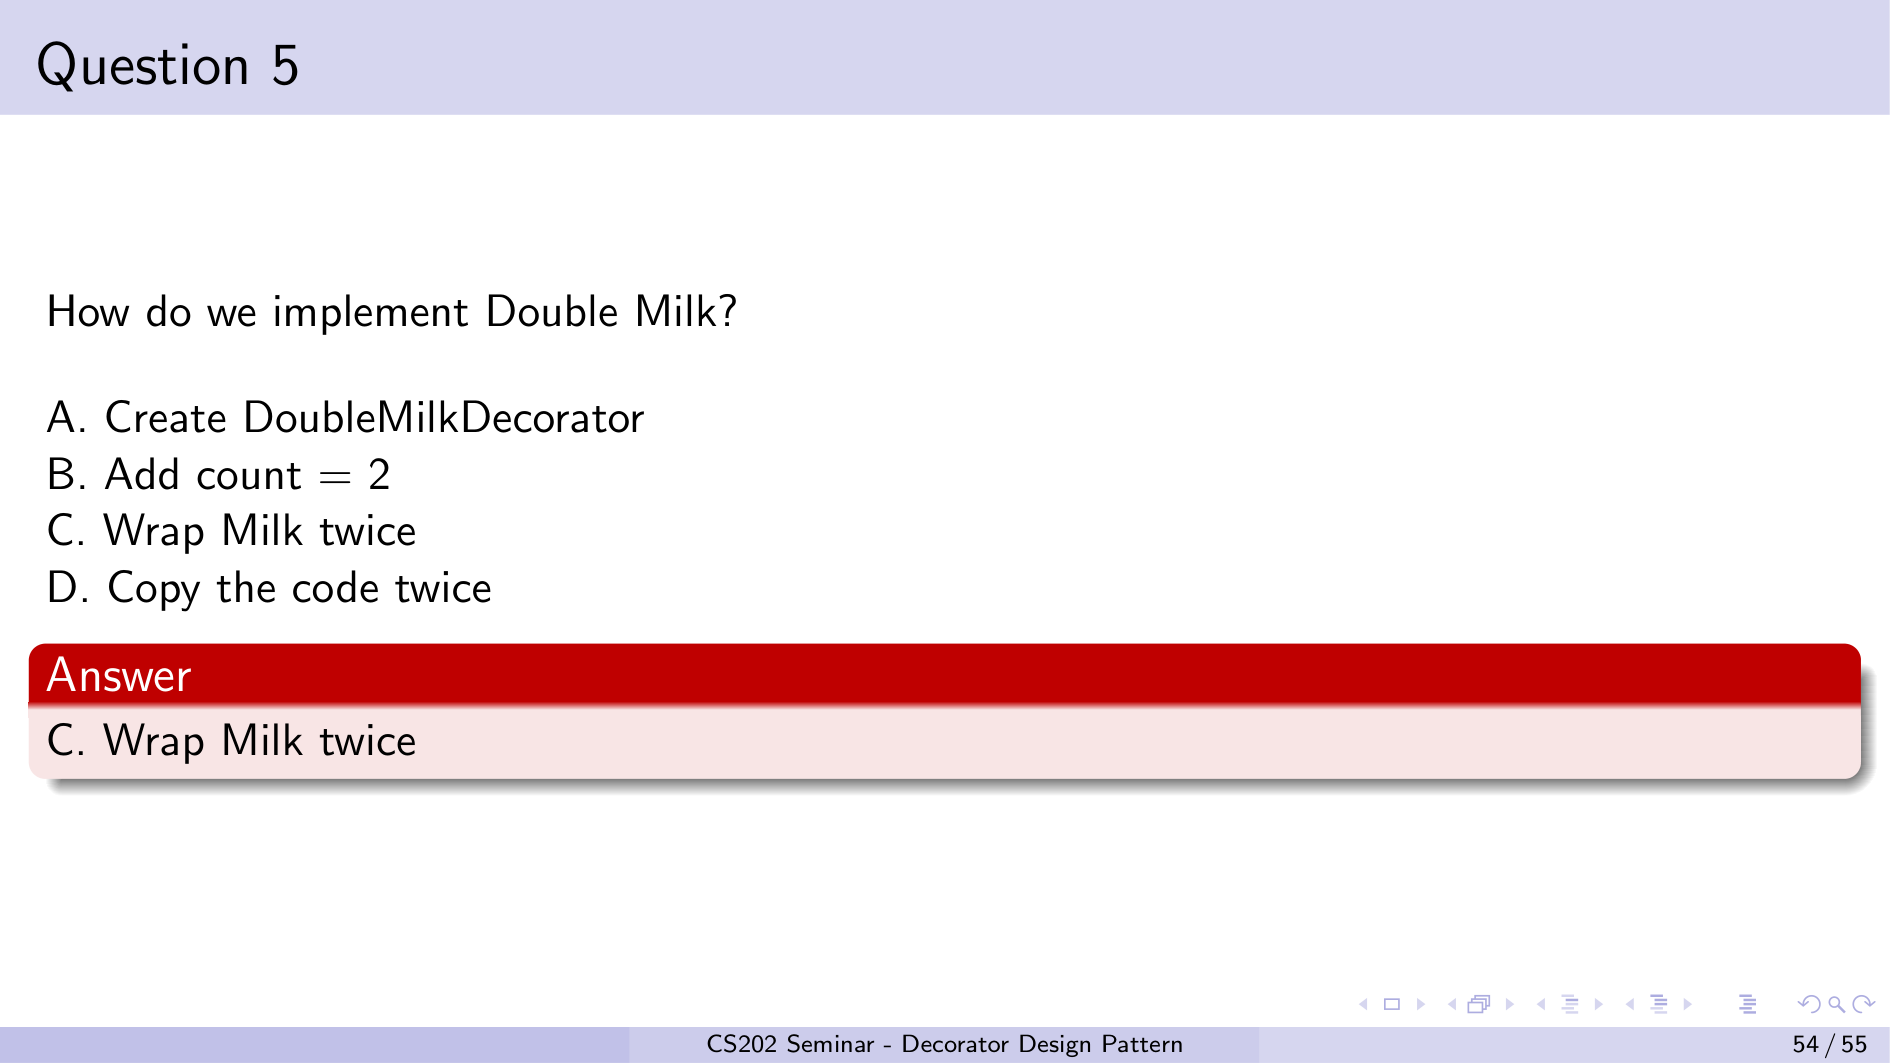 Question 5
How do we implement Double Milk?
A. Create DoubleMilkDecorator
B. Add count = 2
C. Wrap Milk twice
D. Copy the code twice
Answer
C. Wrap Milk twice
CS202 Seminar - Decorator Design Pattern
54 / 55